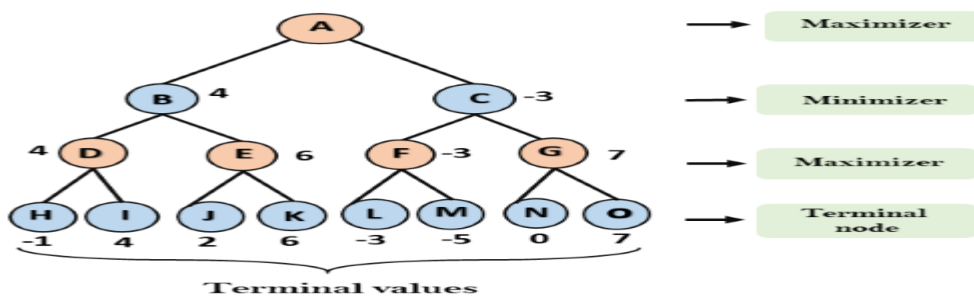 A
Maximizer
B
4
C
-3
Minimizer
4
D
E
6
F
-3
G
7
Maximizer
H
I
J
K
L
M
N
O
Terminal
node
-1
4
2
6
-3
-5
0
7
Terminal values